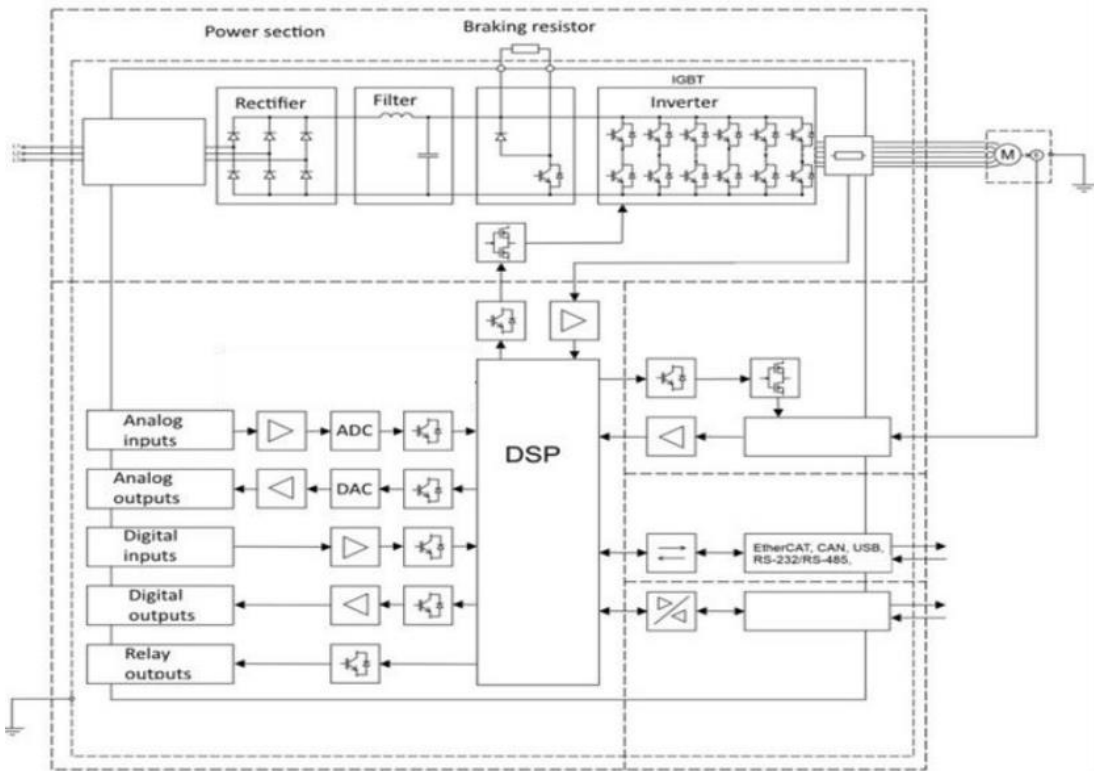 Power section
Braking resistor
IGBT
Rectifier
Filter
Inverter
M
Analog
inputs
ADC
DSP
Analog
outputs
DAC
Digital
inputs
EtherCAT, CAN, USB,
RS-232/RS-485,
Digital
outputs
Relay
outputs